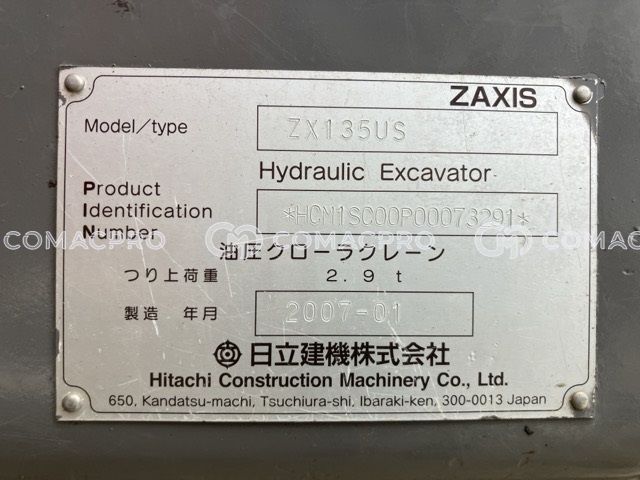 ZAXIS
Model/type ZX135US
Hydraulic Excavator
Product
Identification
Number *HCM1SC00P00073291*
COMACPRO COMACPRO COMACPRO
油圧クローラクレーン
つり上荷重 2.9 t
製造 年月 2007-01
日立建機株式会社
Hitachi Construction Machinery Co., Ltd.
650, Kandatsu-machi, Tsuchiura-shi, Ibaraki-ken, 300-0013 Japan